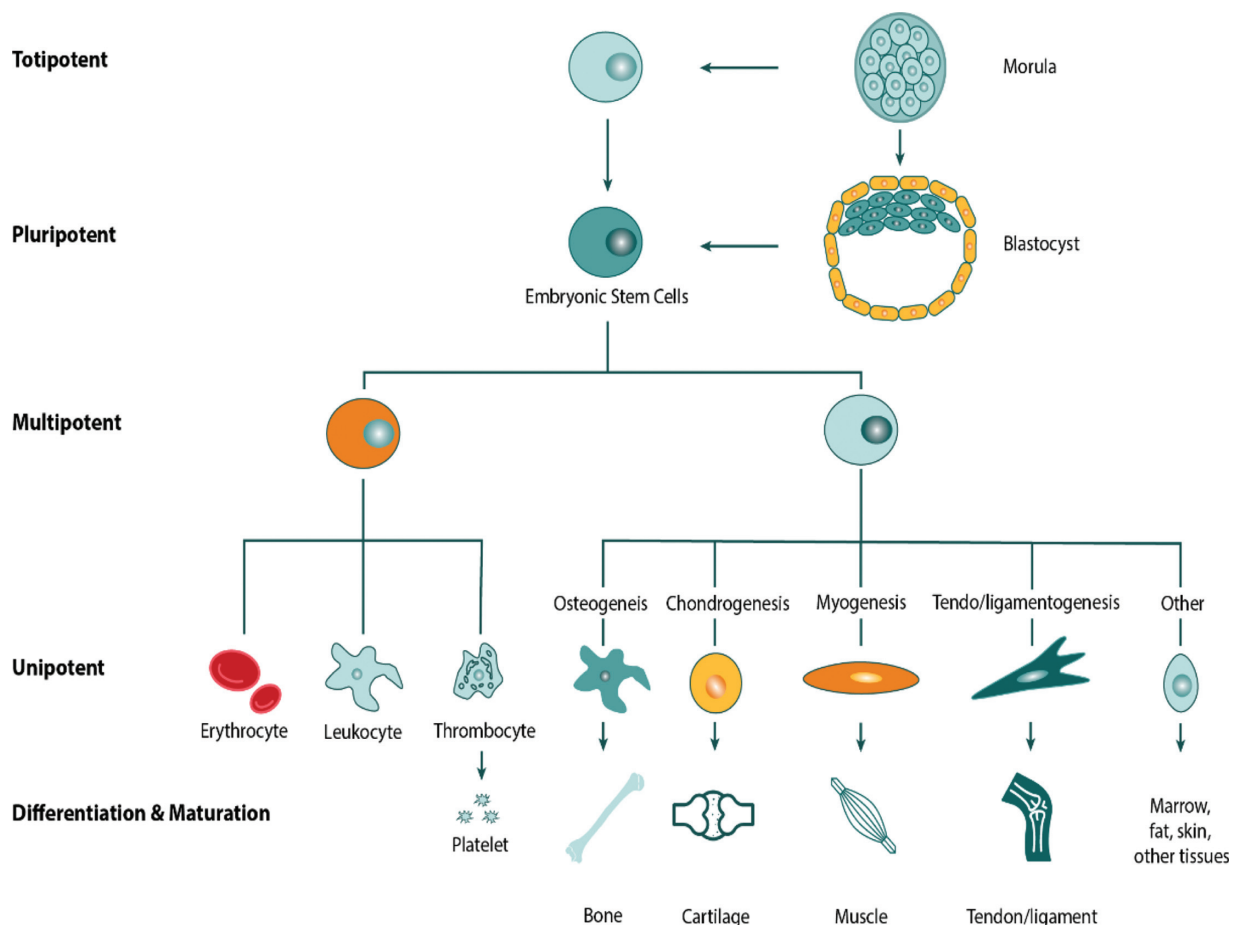 Totipotent
Morula
Pluripotent
Blastocyst
Embryonic Stem Cells
Multipotent
Osteogeneis
Chondrogenesis
Myogenesis
Tendo/ligamentogenesis
Other
Unipotent
Erythrocyte
Leukocyte
Thrombocyte
Differentiation & Maturation
Platelet
Marrow,
fat, skin,
other tissues
Bone
Cartilage
Muscle
Tendon/ligament